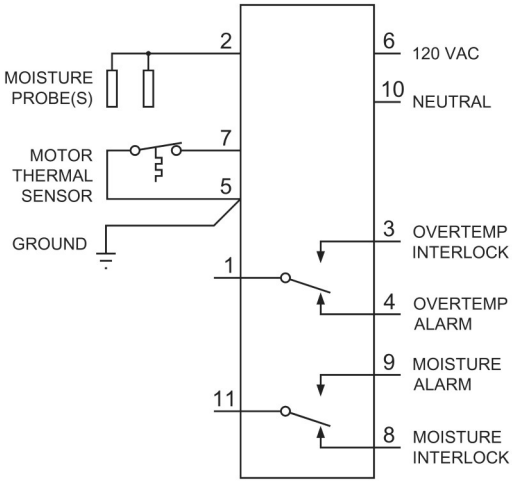 2
MOISTURE
PROBE(S)
6
120 VAC
10
NEUTRAL
7
MOTOR
THERMAL
SENSOR
5
GROUND
3
OVERTEMP
INTERLOCK
1
4
OVERTEMP
ALARM
9
MOISTURE
ALARM
11
8
MOISTURE
INTERLOCK